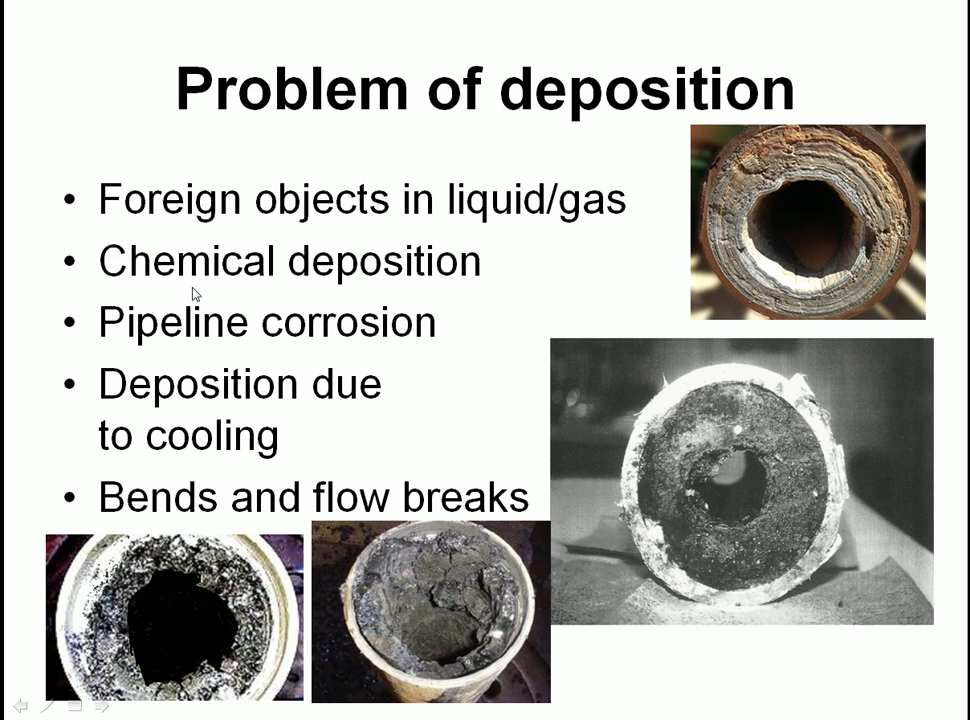 Problem of deposition
• Foreign objects in liquid/gas
• Chemical deposition
• Pipeline corrosion
• Deposition due
to cooling
• Bends and flow breaks